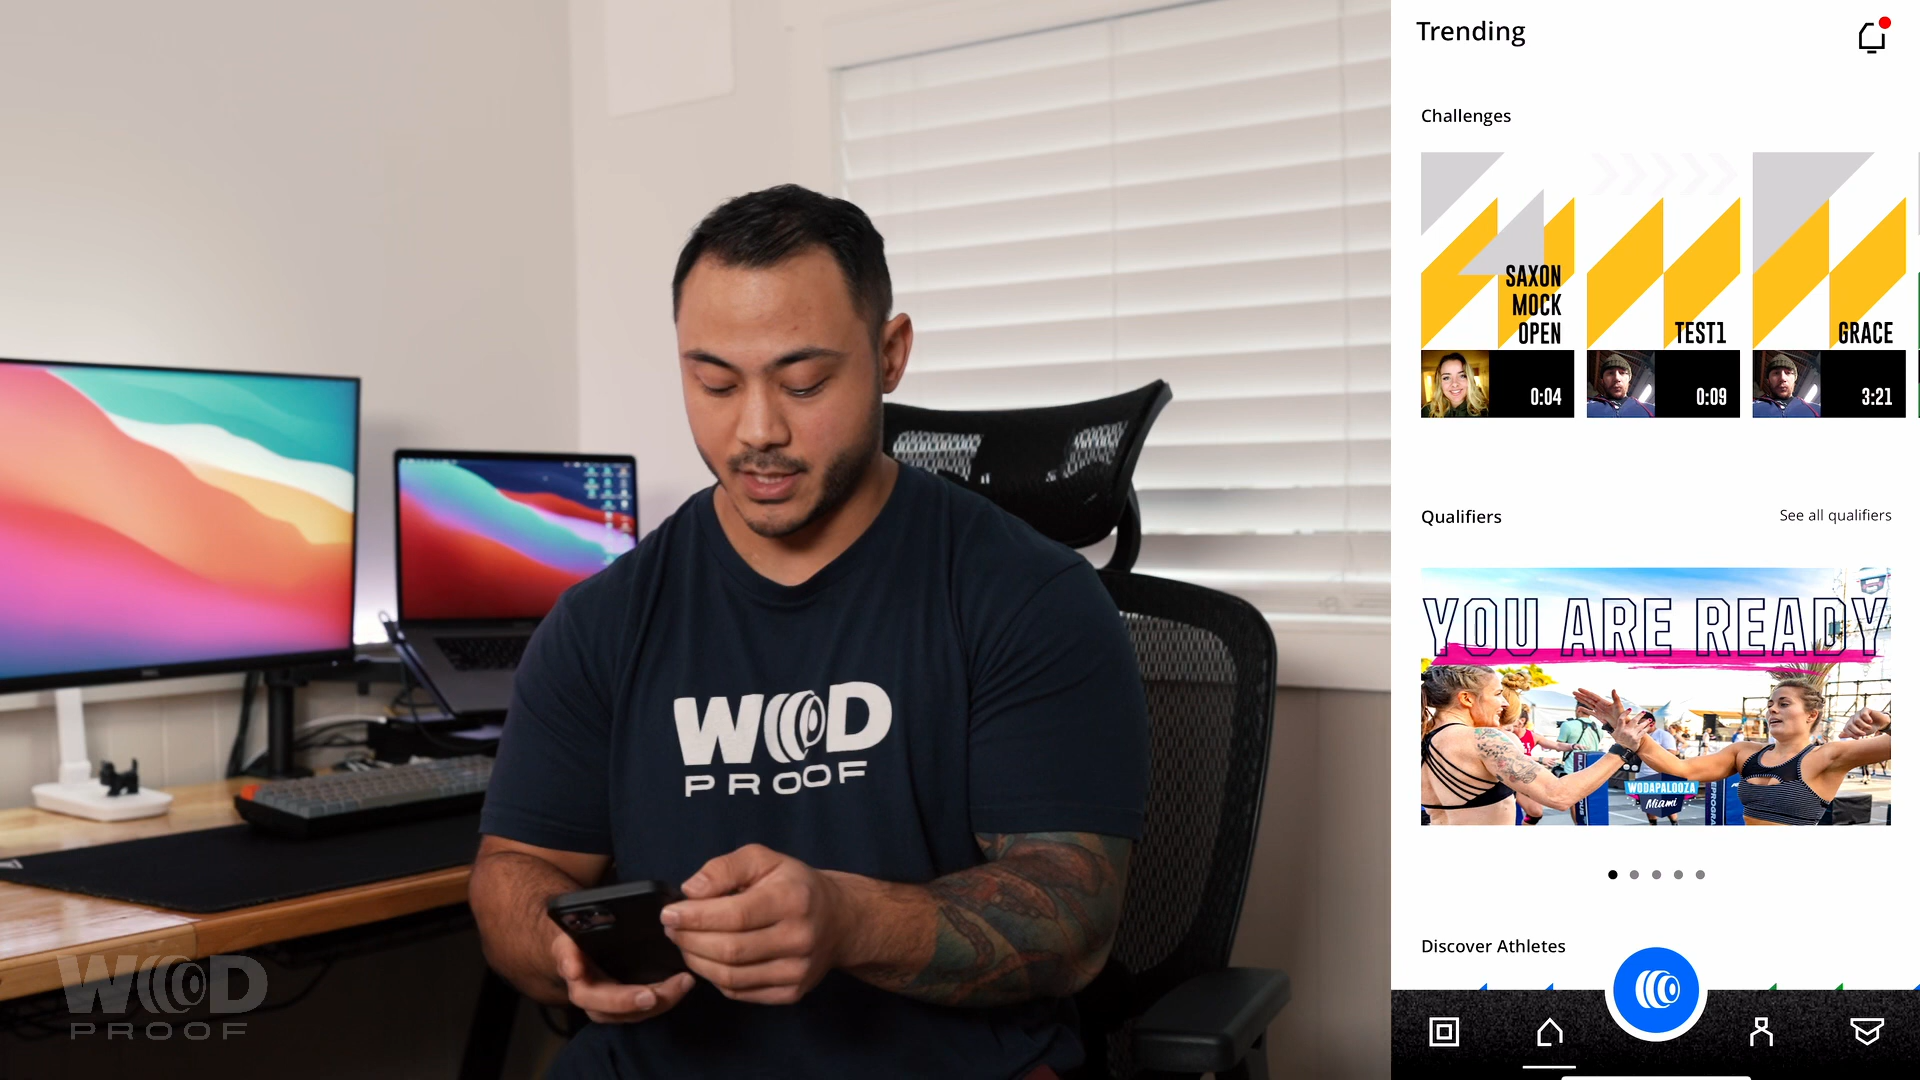 WOD
PROOF
WOD
PROOF
Trending
Challenges
SAXON
MOCK
OPEN
0:04
TEST1
0:09
GRACE
3:21
Qualifiers
See all qualifiers
YOU ARE READY
WODAPALOOZA
Miami
Discover Athletes